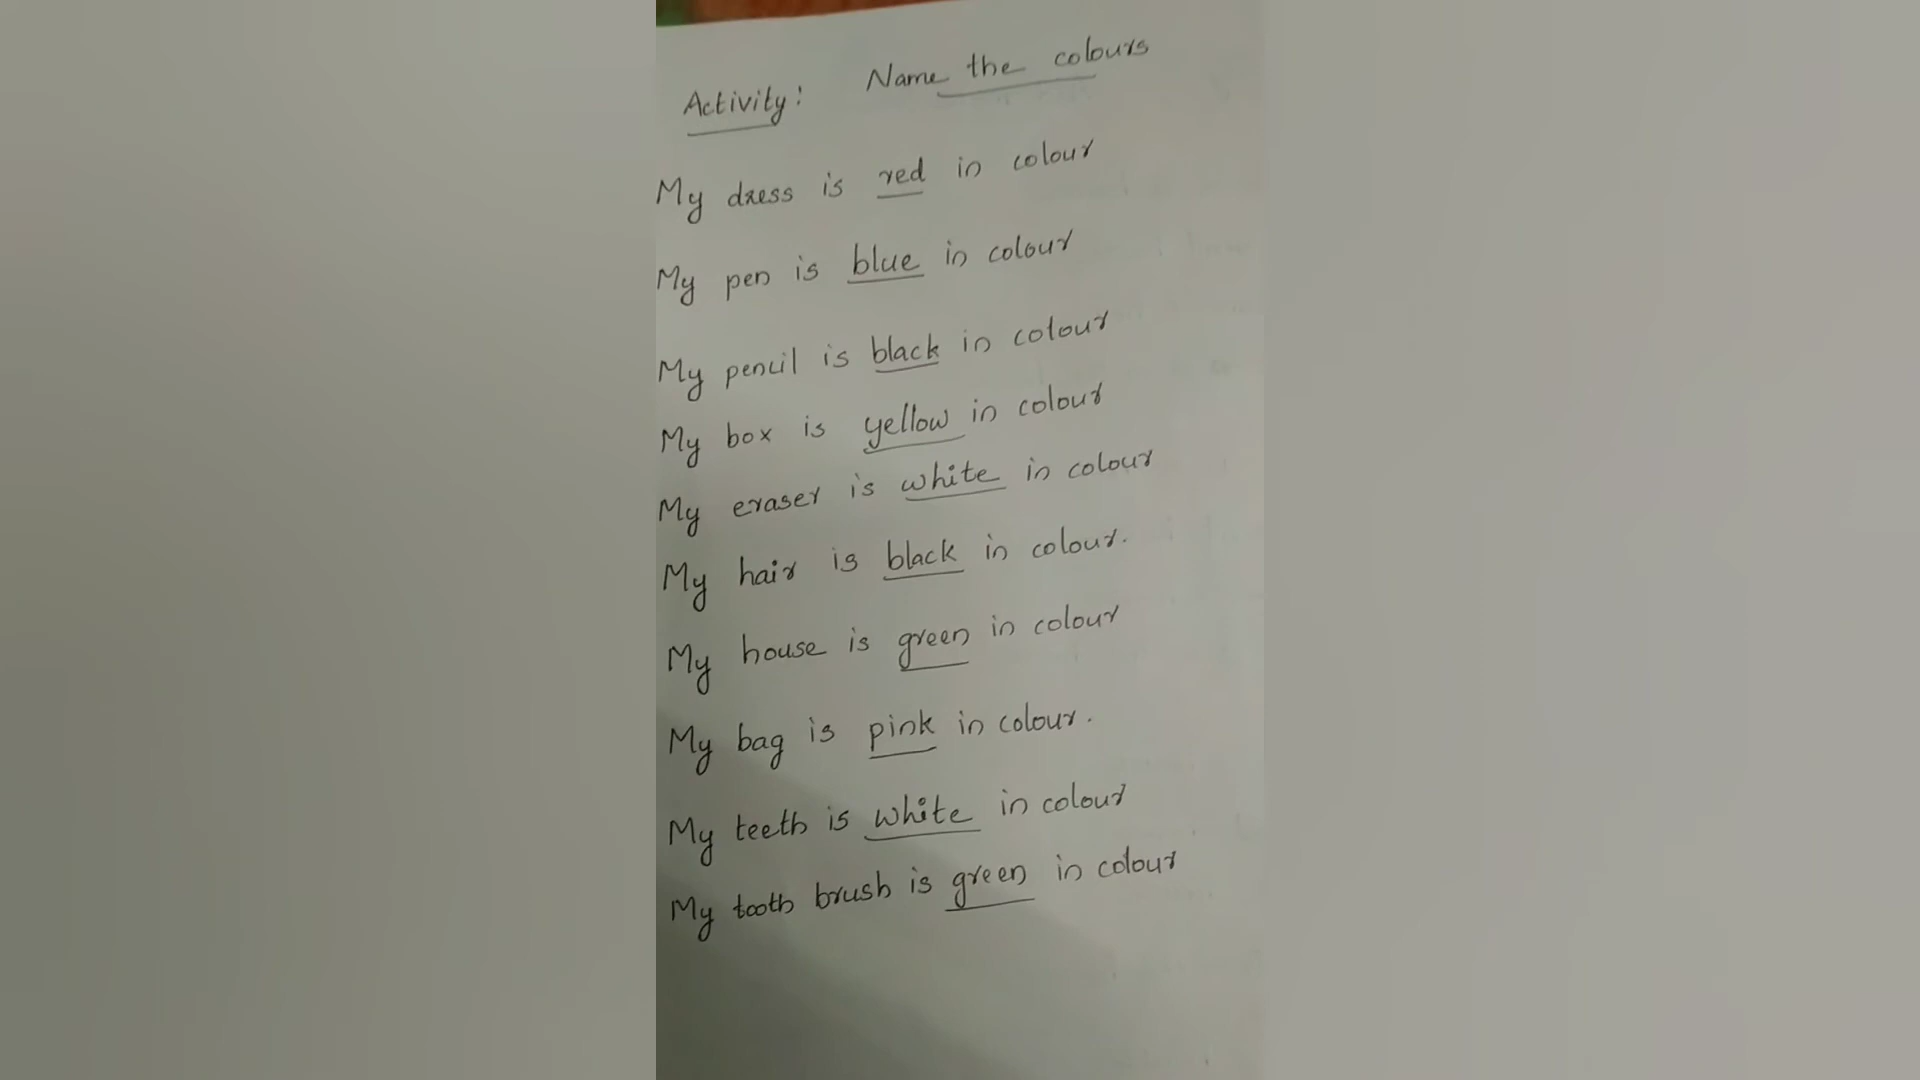 Activity: Name the colours
My dress is red in colour
My pen is blue in colour
My pencil is black in colour
My box is yellow in colour
My eraser is white in colour
My hair is black in colour.
My house is green in colour
My bag is pink in colour.
My teeth is white in colour
My tooth brush is green in colour